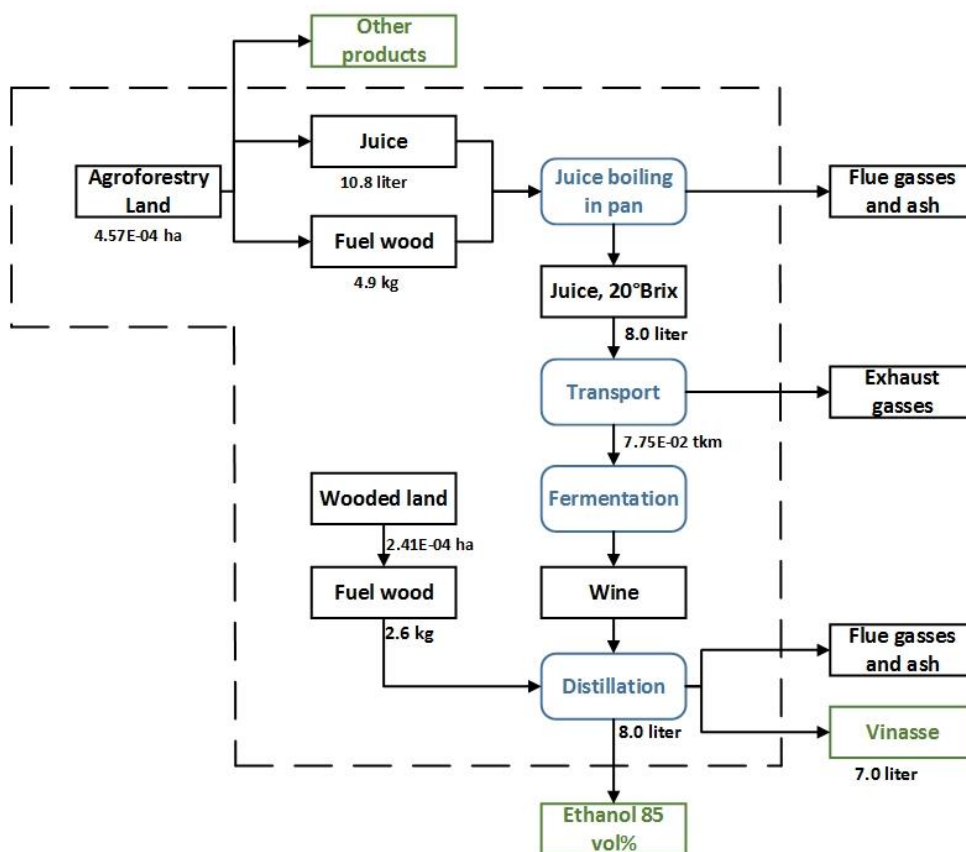 Other
products
Juice
10.8 liter
Agroforestry
Land
4.57E-04 ha
Fuel wood
4.9 kg
Juice boiling
in pan
Flue gasses
and ash
Juice, 20°Brix
8.0 liter
Transport
Exhaust
gasses
7.75E-02 tkm
Fermentation
Wooded land
2.41E-04 ha
Fuel wood
2.6 kg
Wine
Distillation
8.0 liter
Flue gasses
and ash
Vinasse
7.0 liter
Ethanol 85
vol%